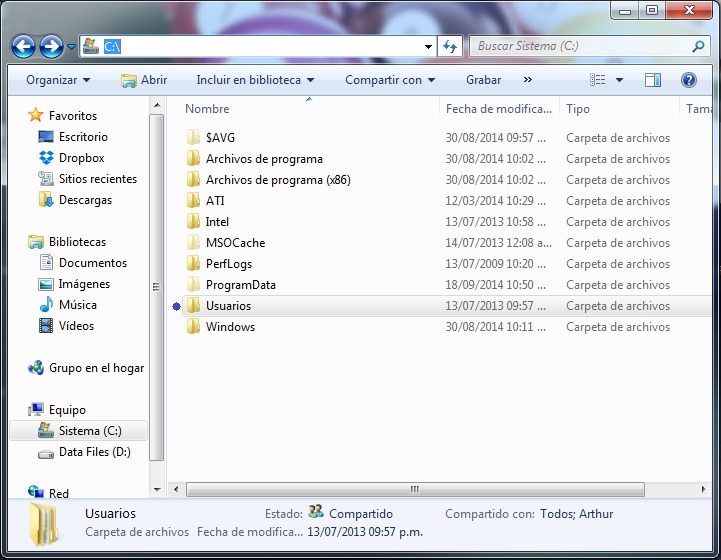 C:\
Buscar Sistema (C:)
Organizar Abrir Incluir en biblioteca Compartir con Grabar »
Nombre Fecha de modifica... Tipo Tama
Favoritos
Escritorio
Dropbox
Sitios recientes
Descargas
Bibliotecas
Documentos
Imágenes
Música
Vídeos
Grupo en el hogar
Equipo
Sistema (C:)
Data Files (D:)
Red
$AVG 30/08/2014 09:57 ... Carpeta de archivos
Archivos de programa 30/08/2014 10:02 ... Carpeta de archivos
Archivos de programa (x86) 30/08/2014 10:02 ... Carpeta de archivos
ATI 12/03/2014 10:29 ... Carpeta de archivos
Intel 13/07/2013 10:58 ... Carpeta de archivos
MSOCache 14/07/2013 12:08 a... Carpeta de archivos
PerfLogs 13/07/2009 10:20 ... Carpeta de archivos
ProgramData 18/09/2014 10:50 ... Carpeta de archivos
Usuarios 13/07/2013 09:57 ... Carpeta de archivos
Windows 30/08/2014 10:11 ... Carpeta de archivos
Usuarios Estado: Compartido Compartido con: Todos; Arthur
Carpeta de archivos Fecha de modifica... 13/07/2013 09:57 p.m.